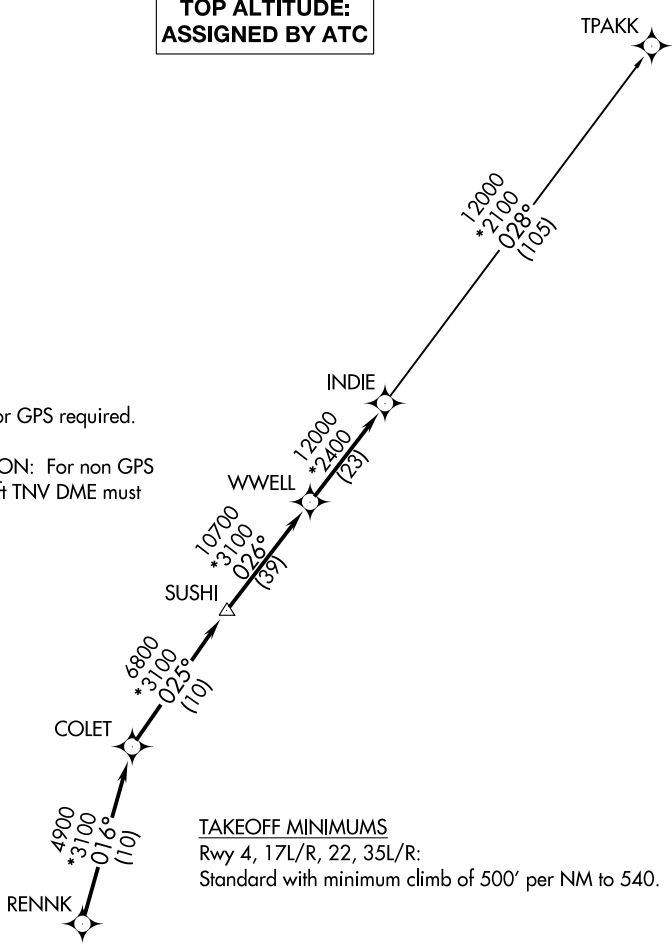 TOP ALTITUDE:
ASSIGNED BY ATC
TPAKK
12000
*2100
028°
(105)
INDIE
or GPS required.
12000
*2400
(23)
ON: For non GPS
ft TNV DME must
WWELL
10700
*3100
026°
(39)
SUSHI
6800
*3100
025°
(10)
COLET
4900
*3100
016°
(10)
TAKEOFF MINIMUMS
Rwy 4, 17L/R, 22, 35L/R:
Standard with minimum climb of 500' per NM to 540.
RENNK